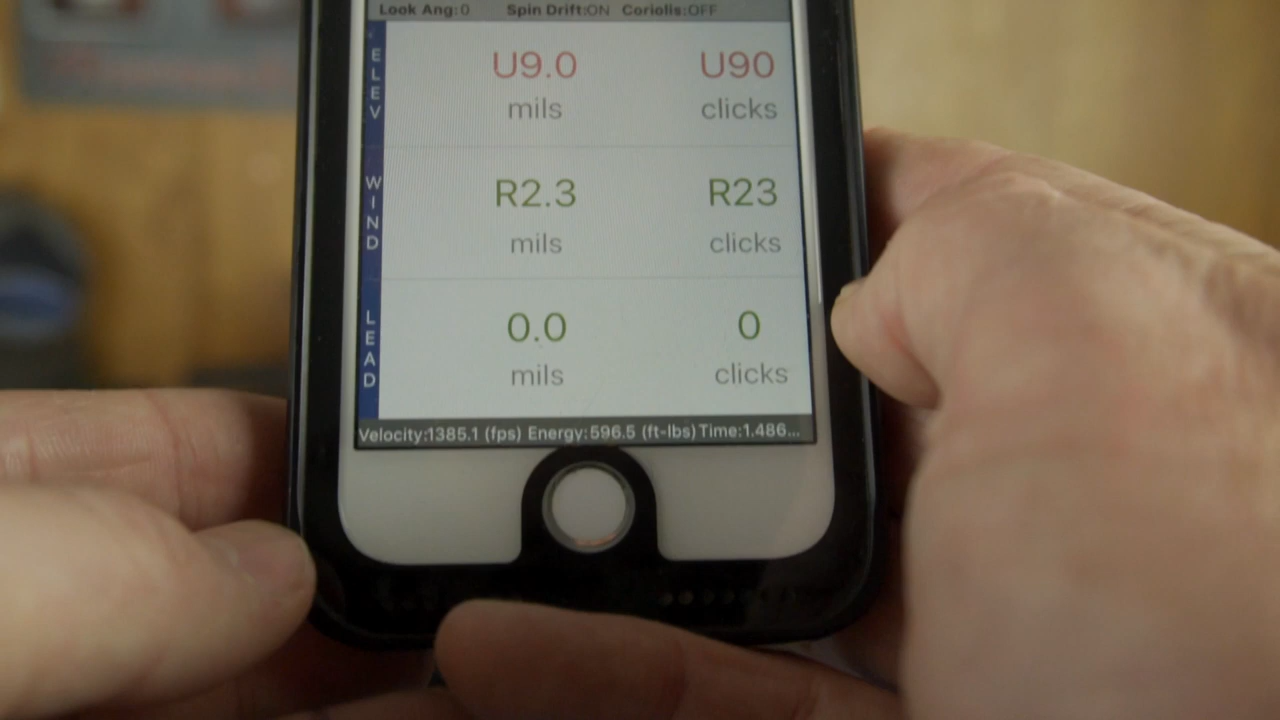 Look Ang:0 Spin Drift:ON Coriolis:OFF
ELEV
U9.0 U90
mils clicks
WIND
R2.3 R23
mils clicks
LEAD
0.0 0
mils clicks
Velocity:1385.1 (fps) Energy:596.5 (ft-lbs) Time:1.486...